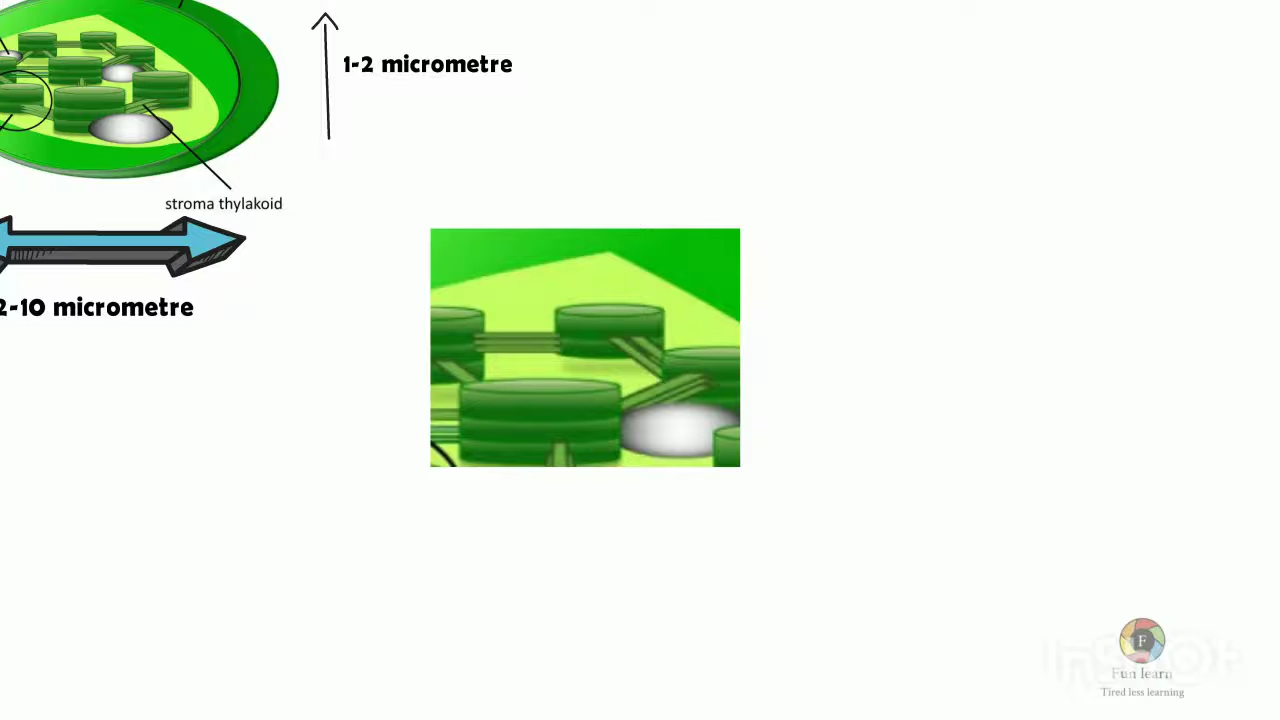 1-2 micrometre
stroma thylakoid
2-10 micrometre
F
Fun learn
Tired less learning